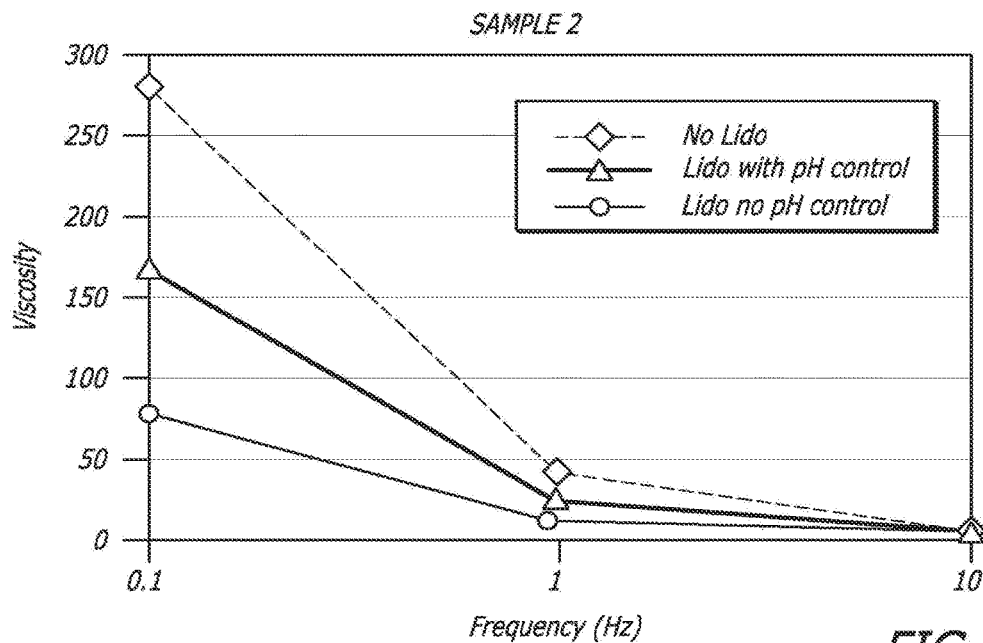 SAMPLE 2
300
250
200
150
100
50
0
Viscosity
No Lido
Lido with pH control
Lido no pH control
0.1
1
10
Frequency (Hz)
FIG